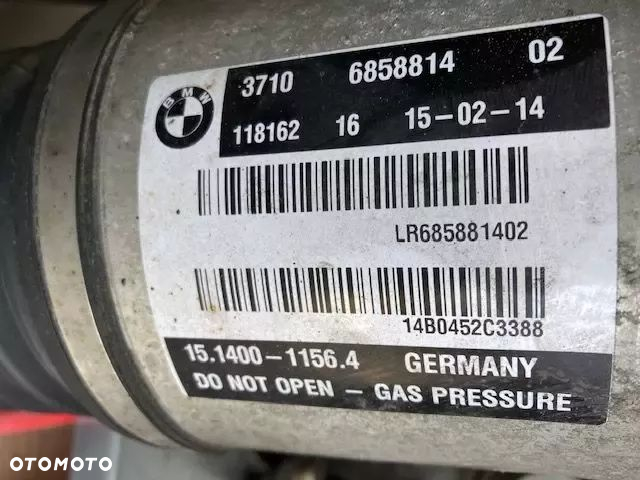 BMW
3710 6858814 02
118162 16 15-02-14
LR685881402
14B0452C3388
15.1400-1156.4 GERMANY
DO NOT OPEN - GAS PRESSURE
OTOMOTO